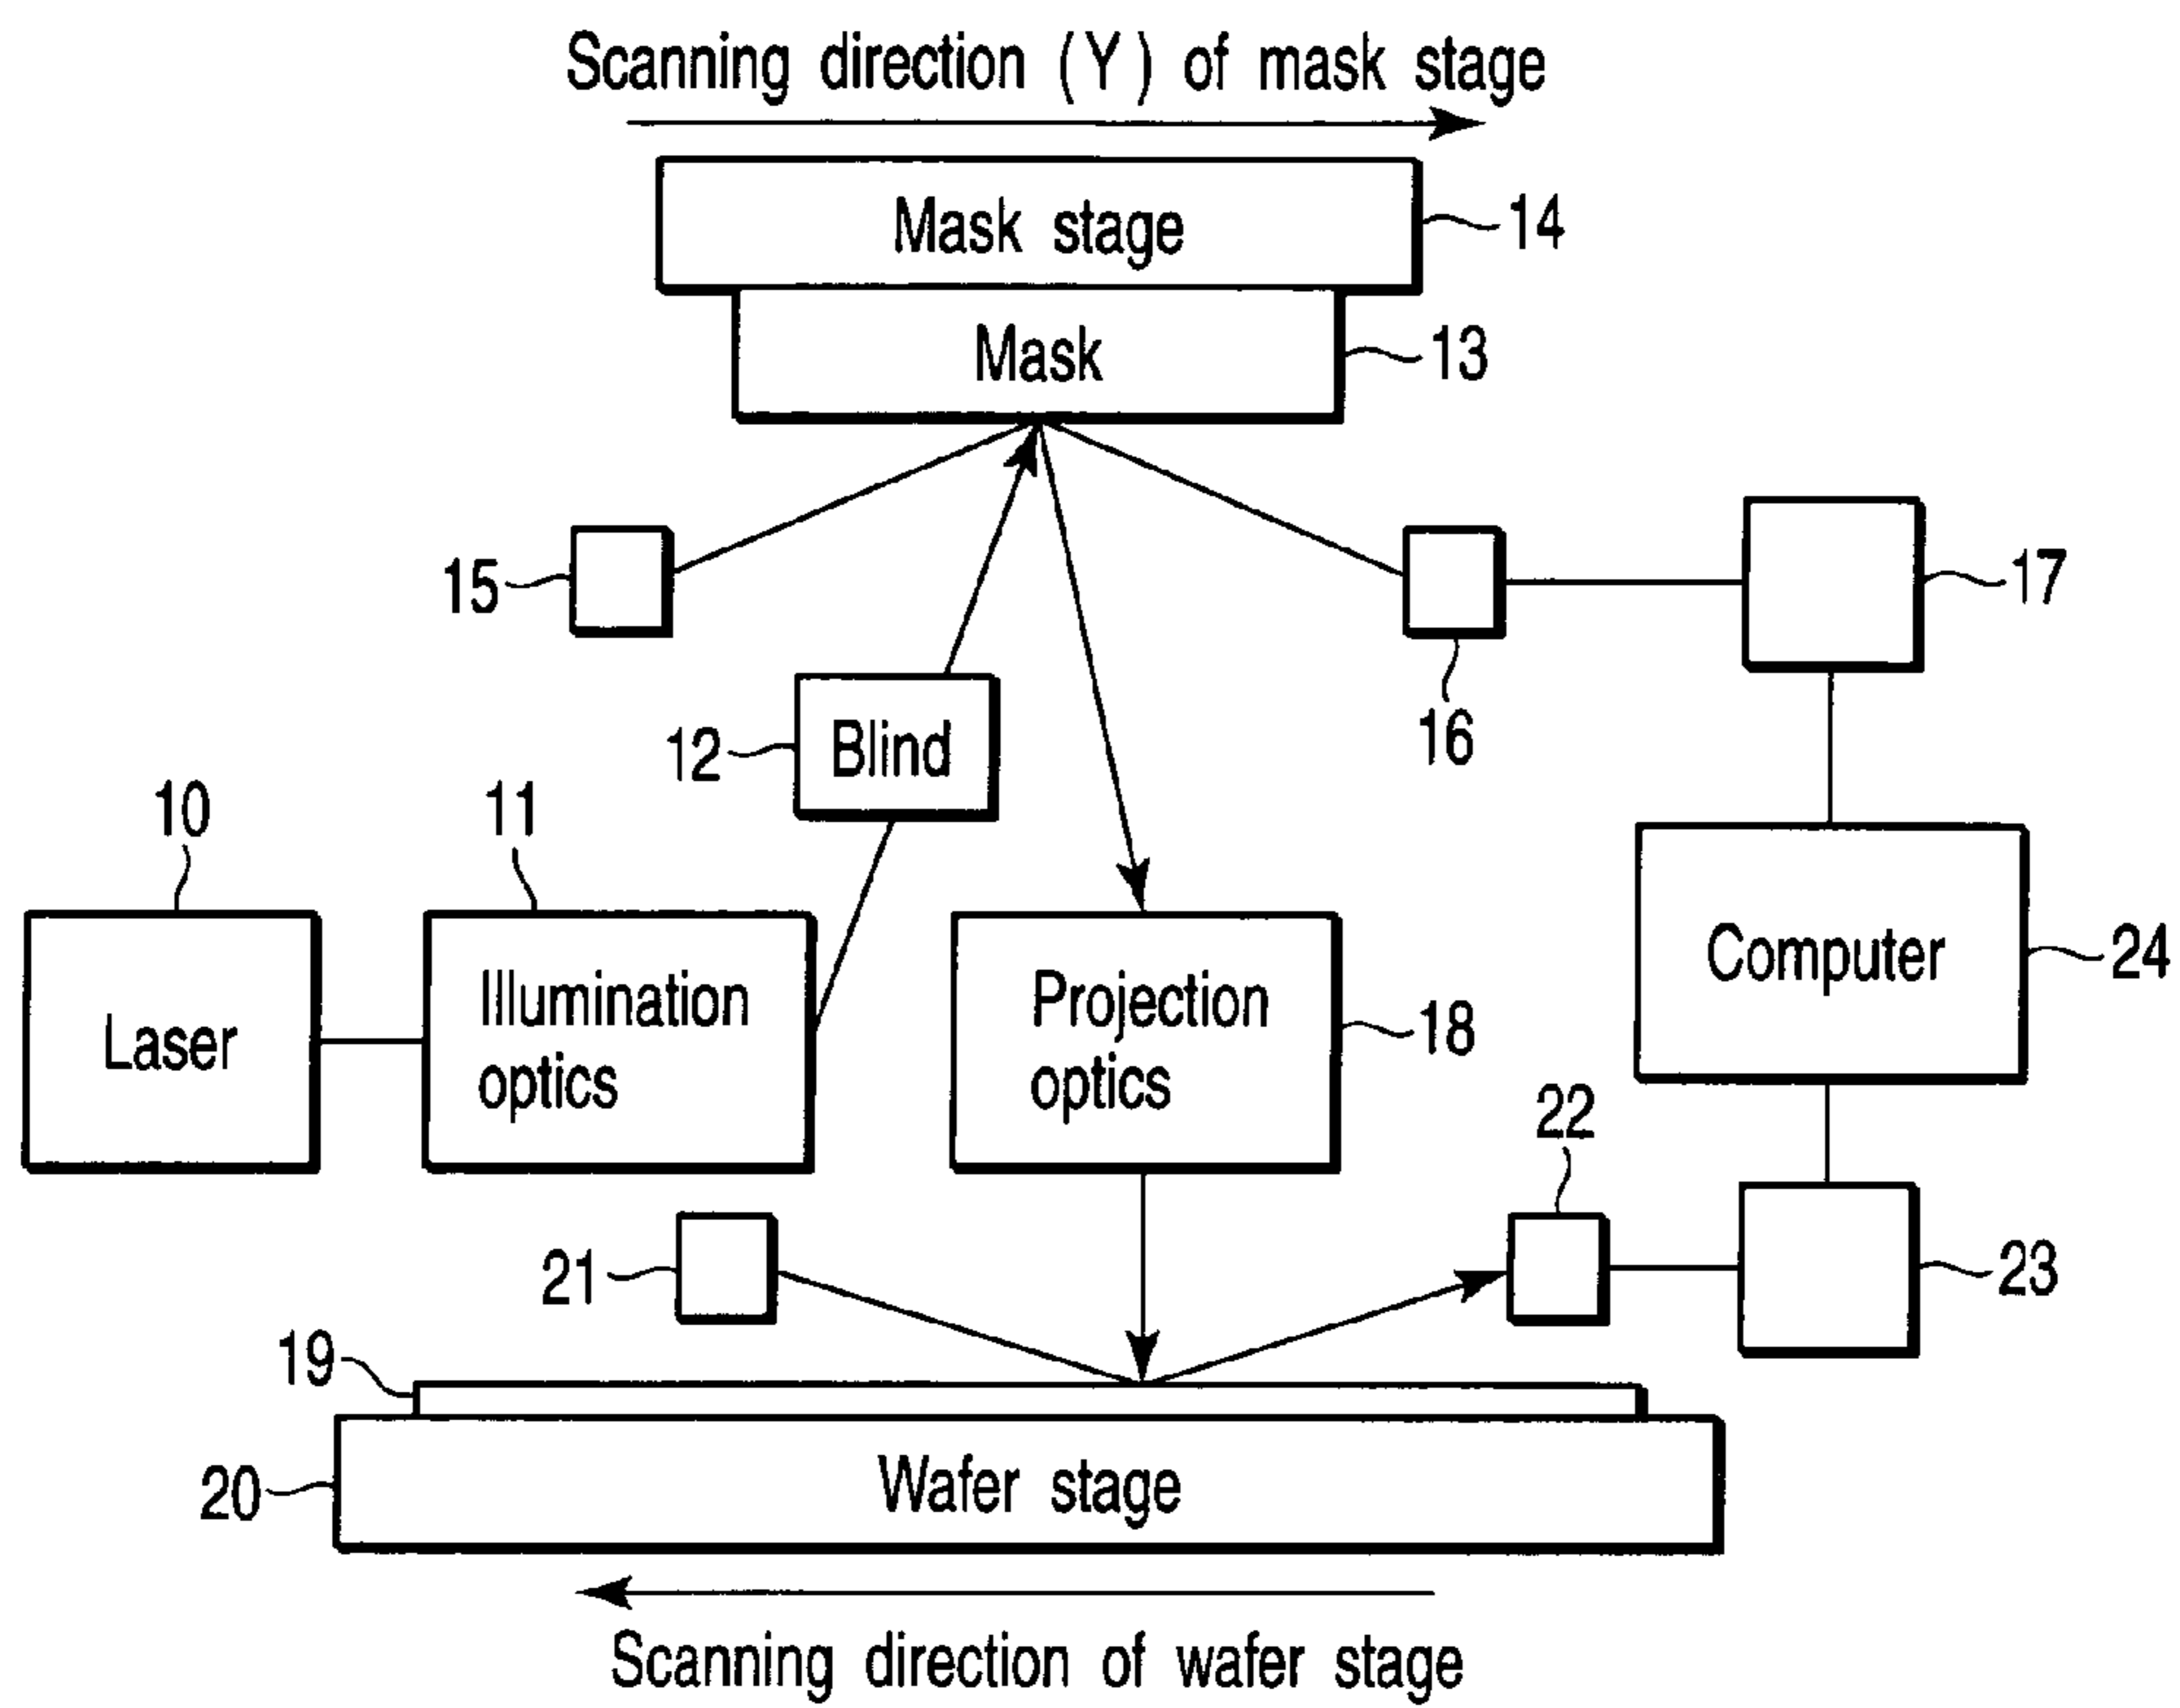 Scanning direction (Y) of mask stage
Mask stage
14
Mask
13
15
17
16
12
Blind
10
11
Laser
Illumination
optics
Projection
optics
18
Computer
24
22
21
23
19
20
Wafer stage
Scanning direction of wafer stage